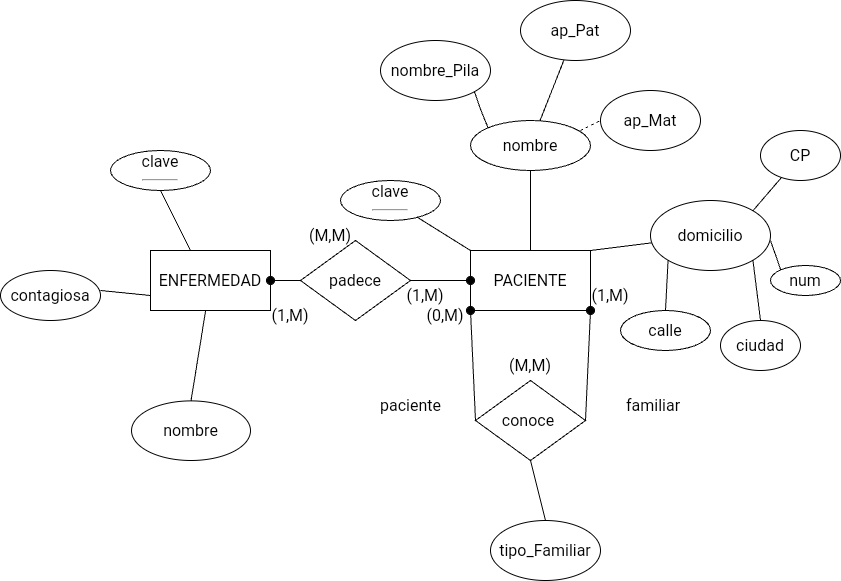 ap_Pat
nombre_Pila
ap_Mat
nombre
CP
clave
clave
domicilio
(M,M)
ENFERMEDAD
padece
PACIENTE
num
contagiosa
(1,M)
(1,M)
(1,M)
(0,M)
calle
ciudad
(M,M)
paciente
familiar
conoce
nombre
tipo_Familiar